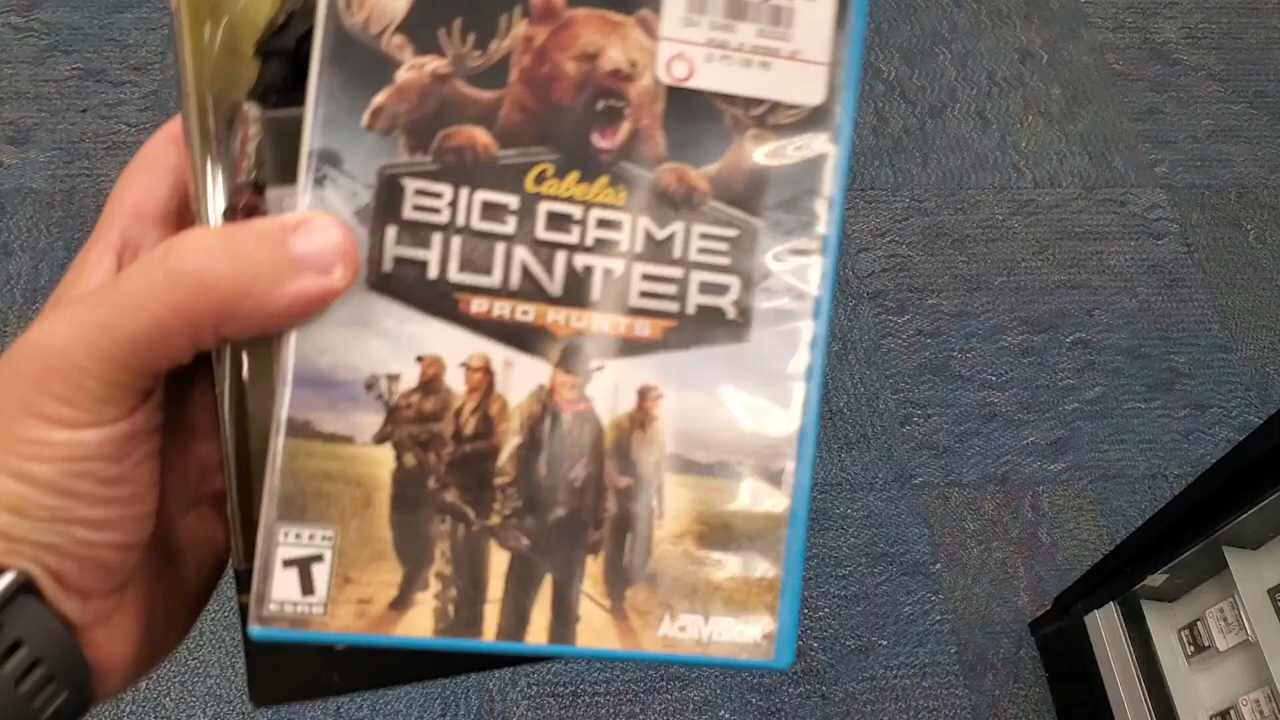 Cabela's
BIG GAME
HUNTER
PRO HUNTS
TEEN
T
ESRB
ACTIVISION